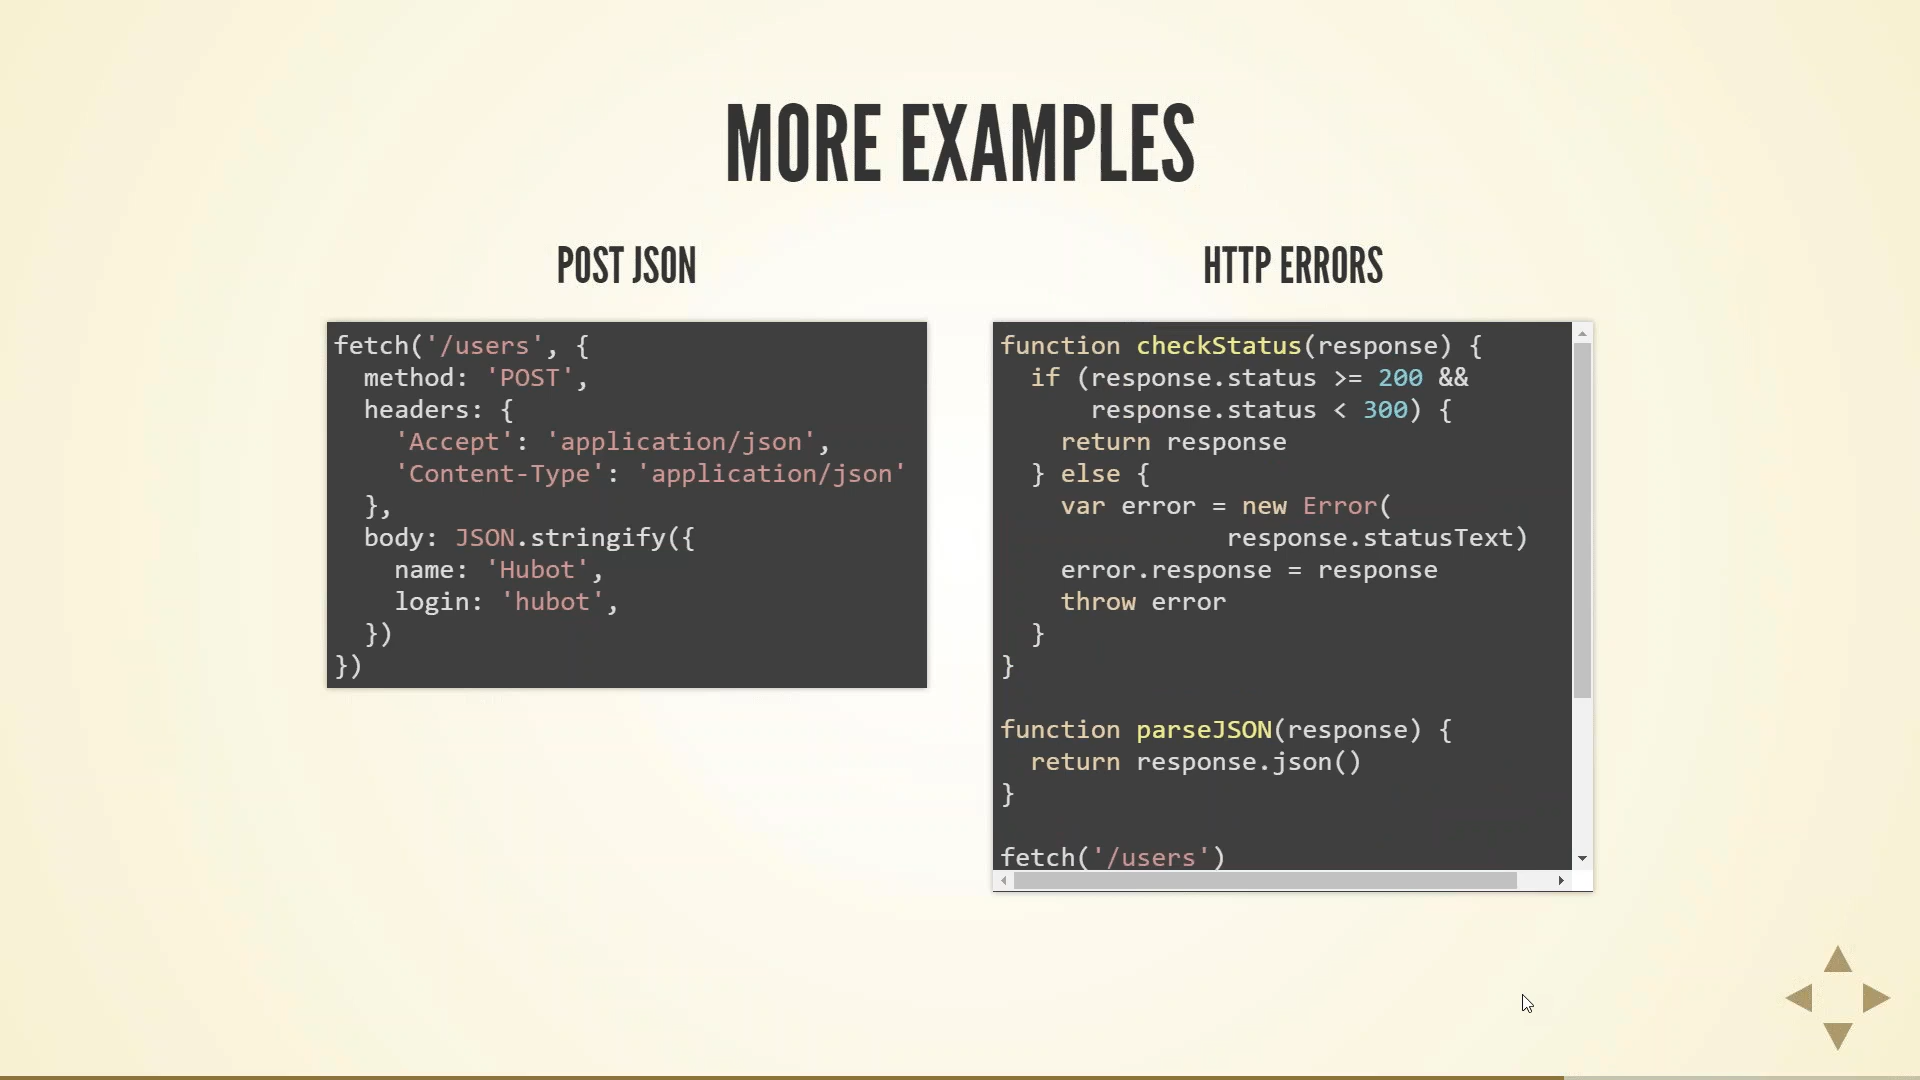 MORE EXAMPLES
POST JSON
fetch('/users', {
  method: 'POST',
  headers: {
    'Accept': 'application/json',
    'Content-Type': 'application/json'
  },
  body: JSON.stringify({
    name: 'Hubot',
    login: 'hubot',
  })
})
HTTP ERRORS
function checkStatus(response) {
  if (response.status >= 200 &&
      response.status < 300) {
    return response
  } else {
    var error = new Error(
               response.statusText)
    error.response = response
    throw error
  }
}

function parseJSON(response) {
  return response.json()
}

fetch('/users')